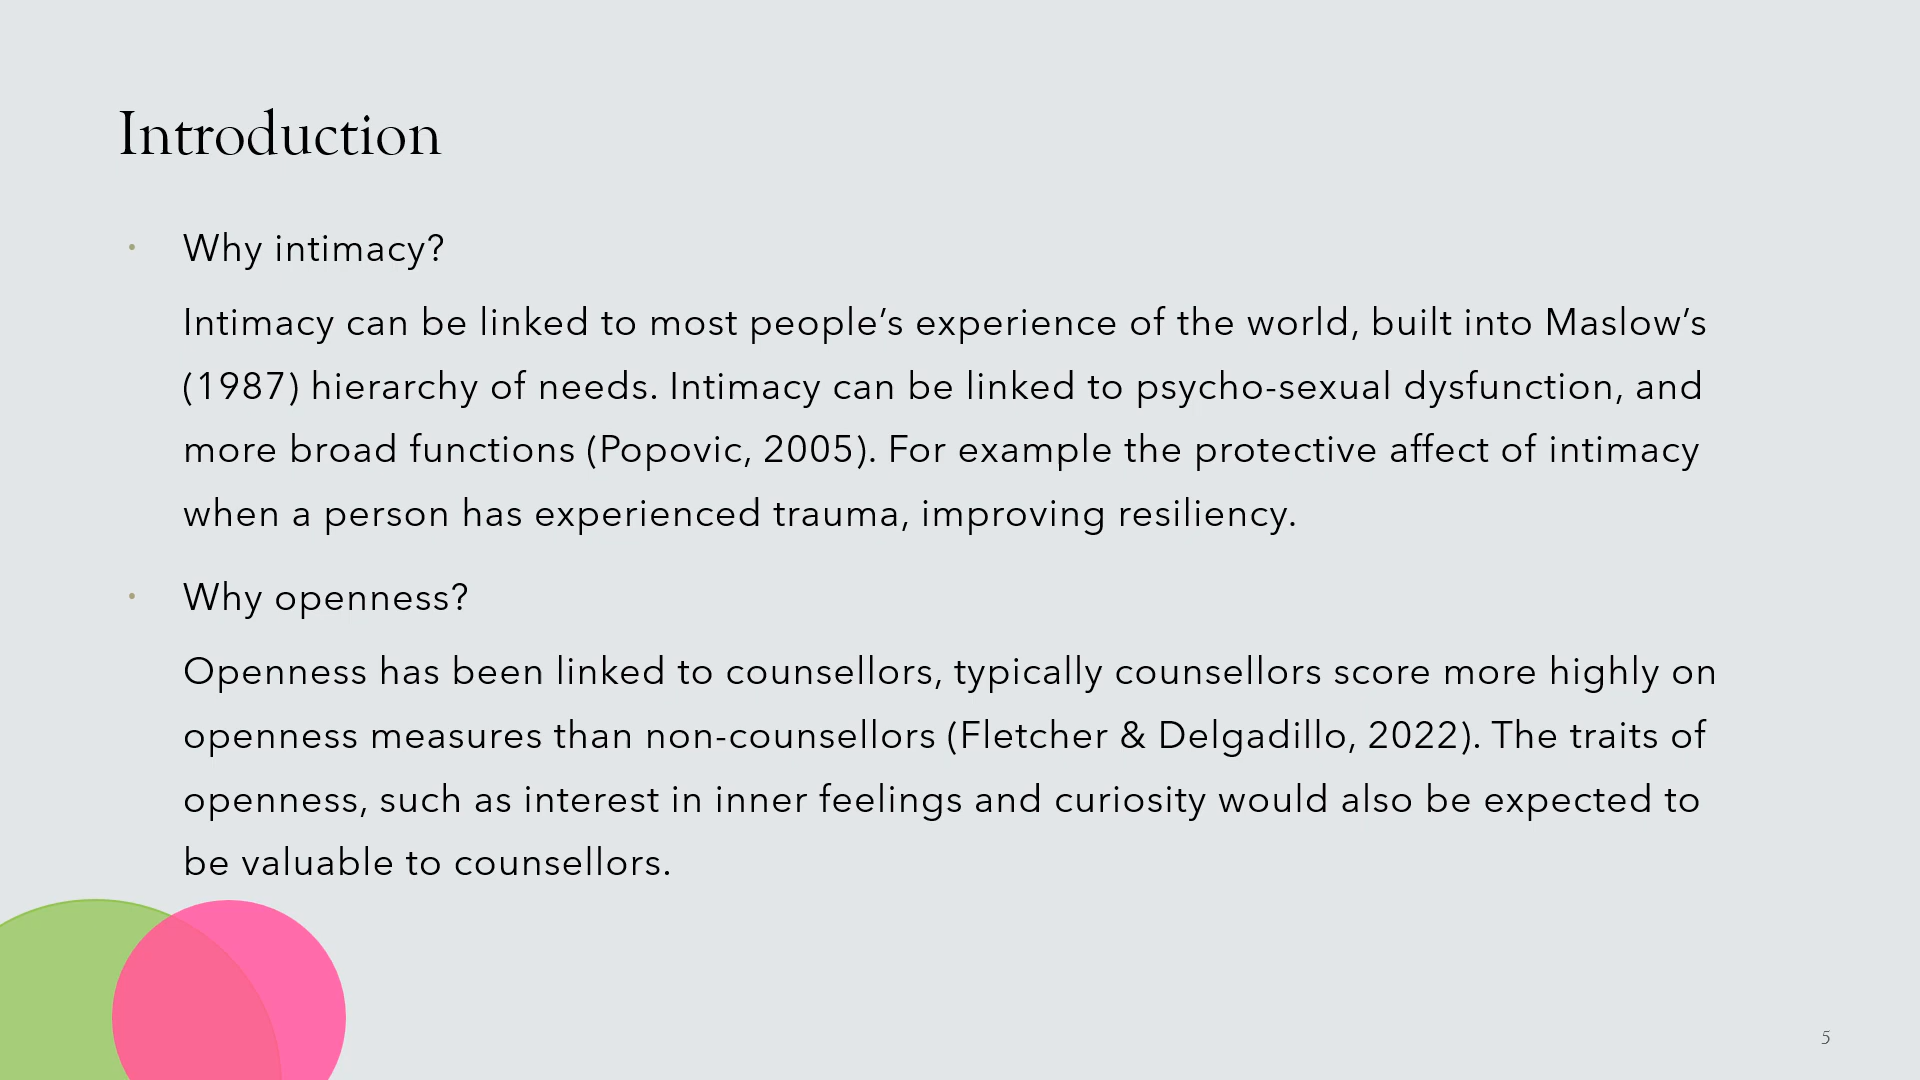 Introduction
• Why intimacy?
Intimacy can be linked to most people’s experience of the world, built into Maslow’s
(1987) hierarchy of needs. Intimacy can be linked to psycho-sexual dysfunction, and
more broad functions (Popovic, 2005). For example the protective affect of intimacy
when a person has experienced trauma, improving resiliency.
• Why openness?
Openness has been linked to counsellors, typically counsellors score more highly on
openness measures than non-counsellors (Fletcher & Delgadillo, 2022). The traits of
openness, such as interest in inner feelings and curiosity would also be expected to
be valuable to counsellors.
5